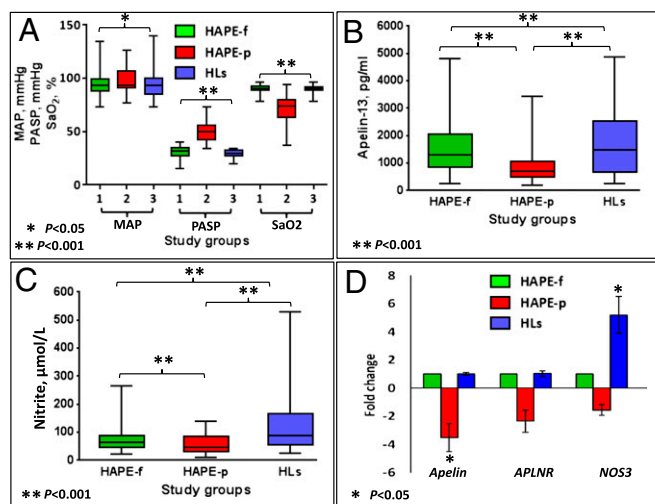 A
*
HAPE-f
HAPE-p
HLs
MAP, mmHg
PASP, mmHg
SaO₂, %
150
100
50
0
**
**
1 2 3 1 2 3 1 2 3
MAP PASP SaO2
* P<0.05
Study groups
** P<0.001
B
**
**
**
Apelin-13, pg/ml
6000
5000
4000
3000
2000
1000
0
HAPE-f HAPE-p HLs
Study groups
** P<0.001
C
**
**
**
Nitrite, µmol/L
600
500
400
300
200
100
0
HAPE-f HAPE-p HLs
Study groups
** P<0.001
D
HAPE-f
HAPE-p
HLs
*
Fold change
8
6
4
2
0
-2
-4
-6
*
Apelin APLNR NOS3
* P<0.05